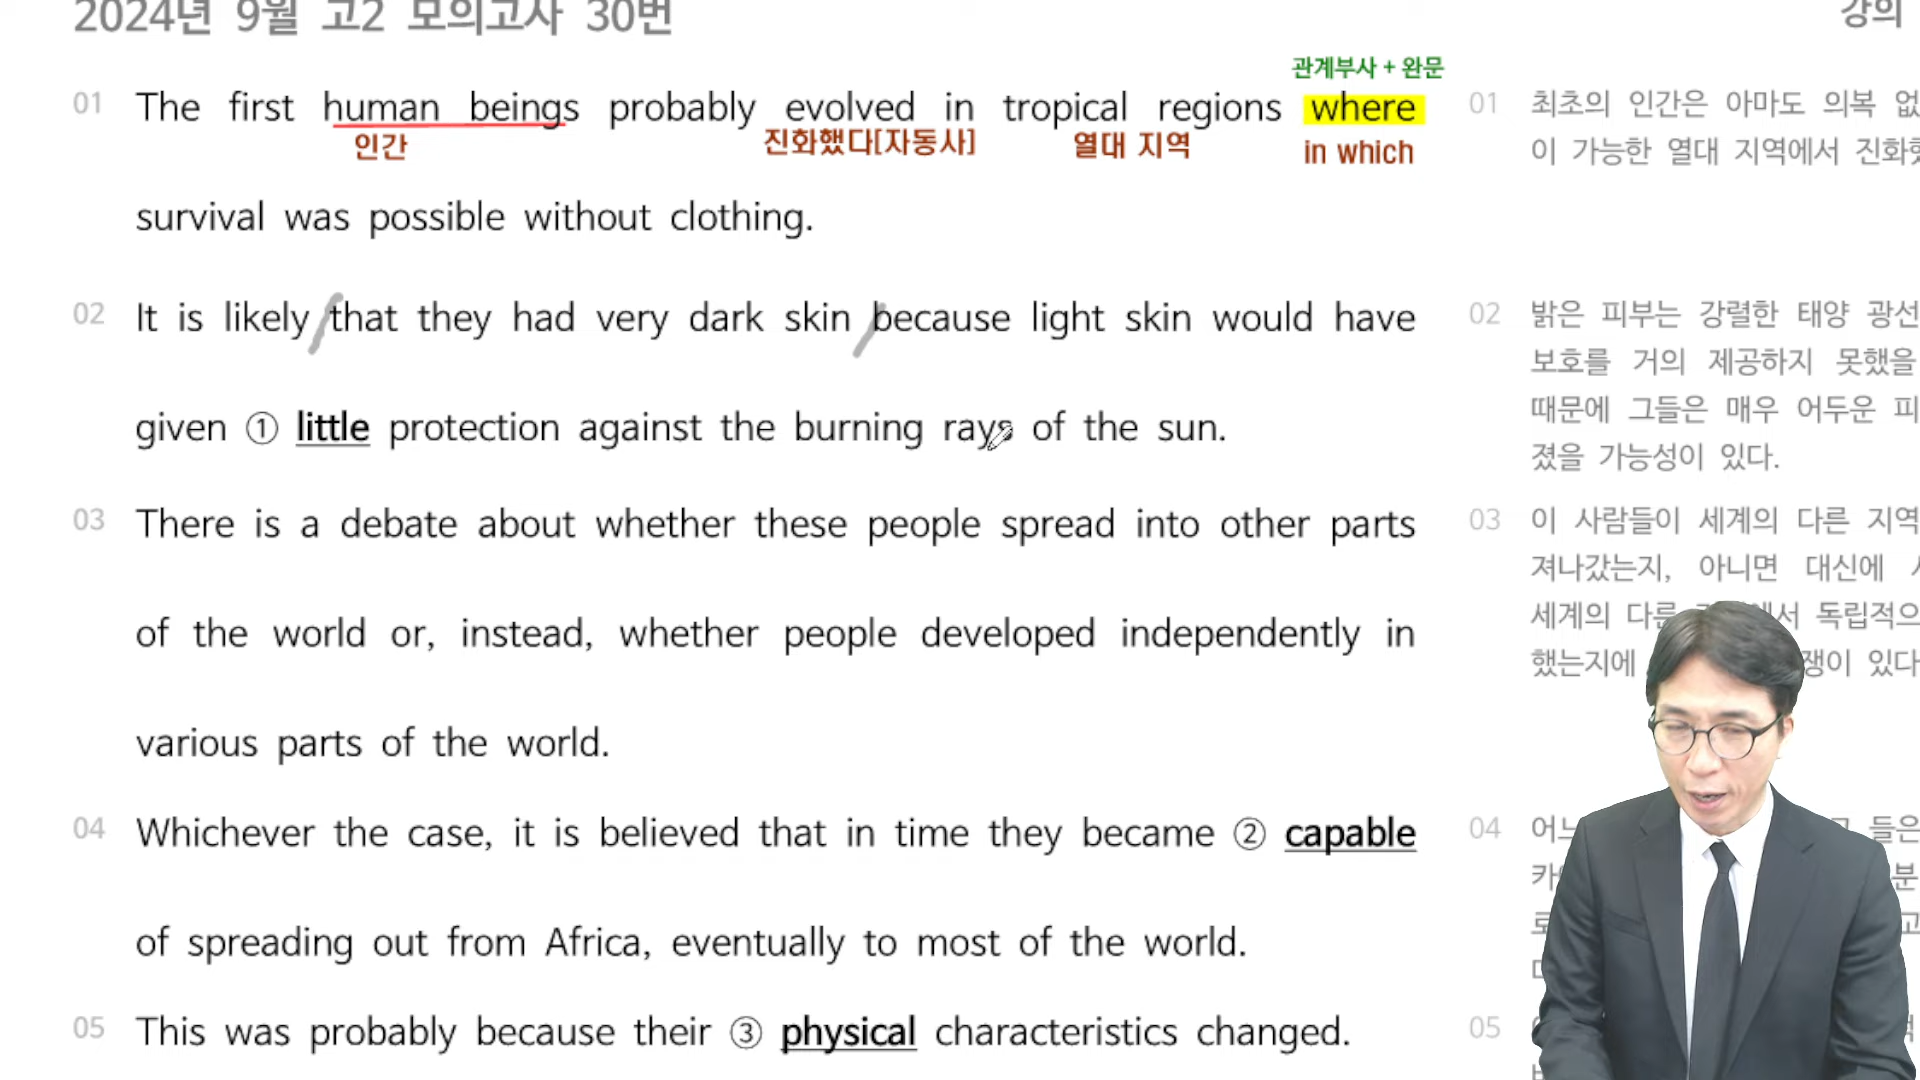 2024년 9월 고2 모의고사 30번
강의
관계부사 + 완문
01 The first human beings probably evolved in tropical regions where
인간 진화했다[자동사] 열대 지역 in which
survival was possible without clothing.
01 최초의 인간은 아마도 의복 없
이 가능한 열대 지역에서
02 It is likely that they had very dark skin because light skin would have
given ① little protection against the burning rays of the sun.
02 밝은 피부는 강렬한 태양 광선
보호를 거의 제공하지 못했을
때문에 그들은 매우 어두운 피
졌을 가능성이 있다.
03 There is a debate about whether these people spread into other parts
of the world or, instead, whether people developed independently in
various parts of the world.
03 이 사람들이 세계의 다른 지역
져나갔는지, 아니면 대신에
세계의 다른 독립적으
했는지에 있다
04 Whichever the case, it is believed that in time they became ② capable
of spreading out from Africa, eventually to most of the world.
04 들은
05 This was probably because their ③ physical characteristics changed.
05